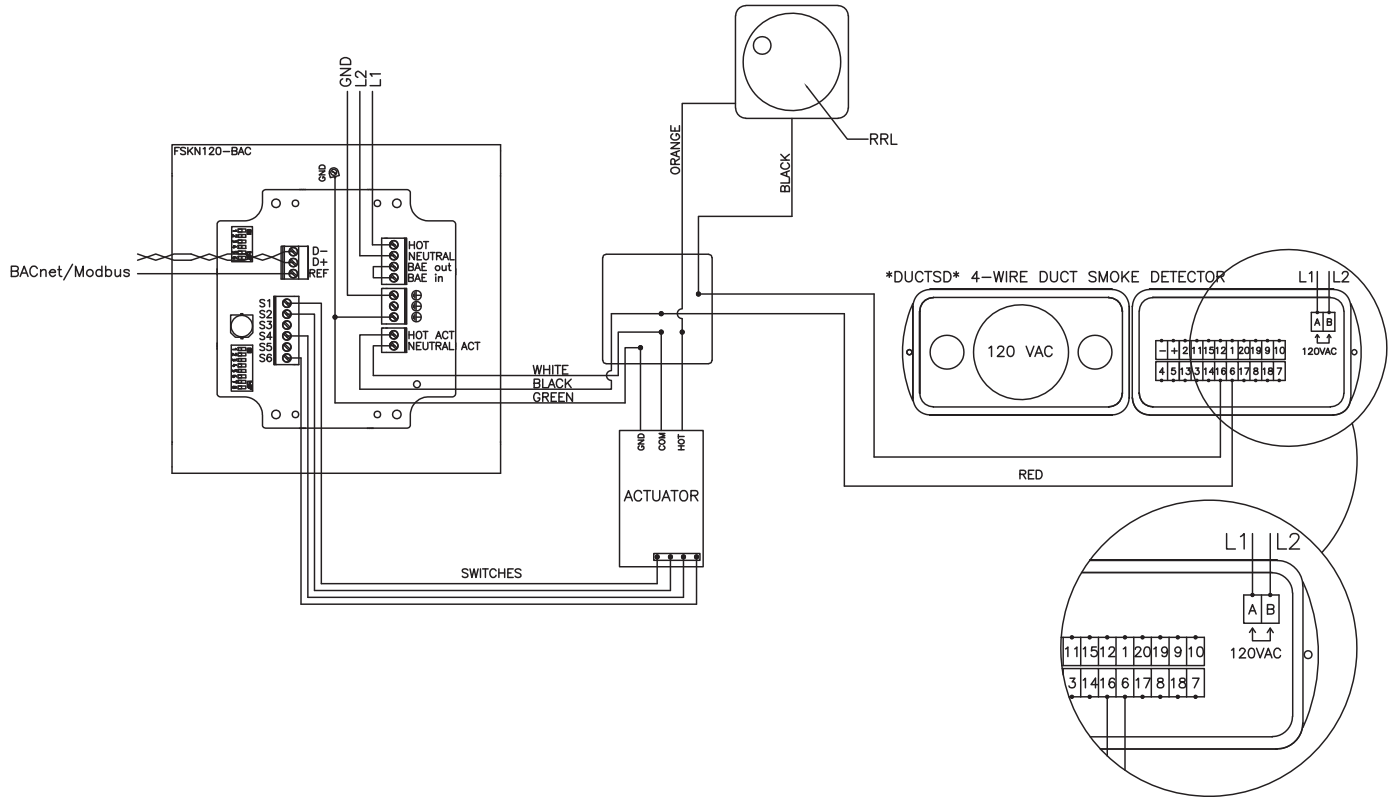 GND
L2
L1
FSKN120-BAC
GND
D-
D+
REF
BACnet/Modbus
HOT
NEUTRAL
BAE out
BAE in
S1
S2
S3
S4
S5
S6
HOT ACT
NEUTRAL ACT
ORANGE
BLACK
RRL
WHITE
BLACK
GREEN
GND
COM
HOT
ACTUATOR
SWITCHES
*DUCTSD* 4-WIRE DUCT SMOKE DETECTOR
120 VAC
L1 L2
A B
120VAC
- + 2 11 15 12 1 20 19 9 10
4 5 13 3 14 16 6 17 8 18 7
RED
L1 L2
A B
120VAC
11 15 12 1 20 19 9 10
3 14 16 6 17 8 18 7